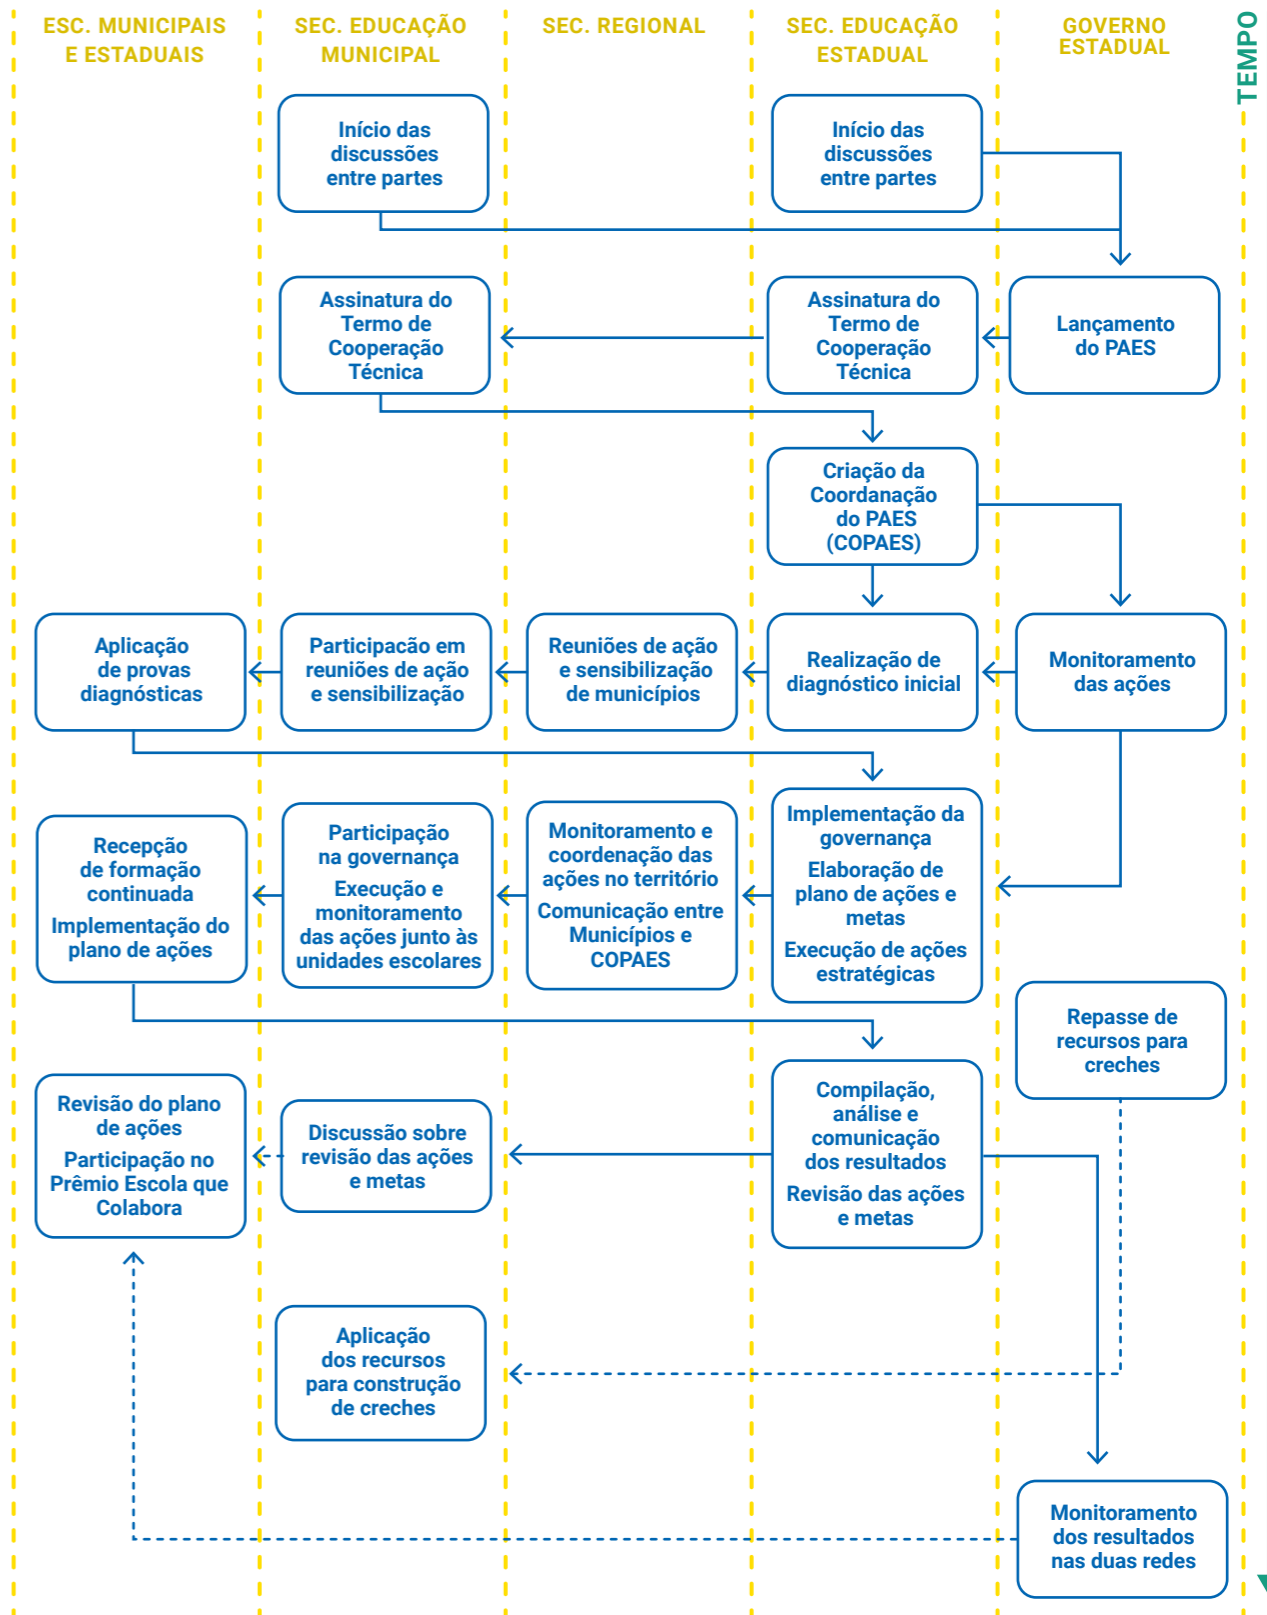 ESC. MUNICIPAIS
E ESTADUAIS
SEC. EDUCAÇÃO
MUNICIPAL
SEC. REGIONAL
SEC. EDUCAÇÃO
ESTADUAL
GOVERNO
ESTADUAL
TEMPO
Início das
discussões
entre partes
Início das
discussões
entre partes
Assinatura do
Termo de
Cooperação
Técnica
Assinatura do
Termo de
Cooperação
Técnica
Lançamento
do PAES
Criação da
Coordanação
do PAES
(COPAES)
Aplicação
de provas
diagnósticas
Participacão em
reuniões de ação
e sensibilização
Reuniões de ação
e sensibilização
de municípios
Realização de
diagnóstico inicial
Monitoramento
das ações
Recepção
de formação
continuada
Implementação do
plano de ações
Participação
na governança
Execução e
monitoramento
das ações junto às
unidades escolares
Monitoramento e
coordenação das
ações no território
Comunicação entre
Municípios e
COPAES
Implementação da
governança
Elaboração de
plano de ações e
metas
Execução de ações
estratégicas
Repasse de
recursos para
creches
Revisão do plano
de ações
Participação no
Prêmio Escola que
Colabora
Discussão sobre
revisão das ações
e metas
Compilação,
análise e
comunicação
dos resultados
Revisão das ações
e metas
Aplicação
dos recursos
para construção
de creches
Monitoramento
dos resultados
nas duas redes